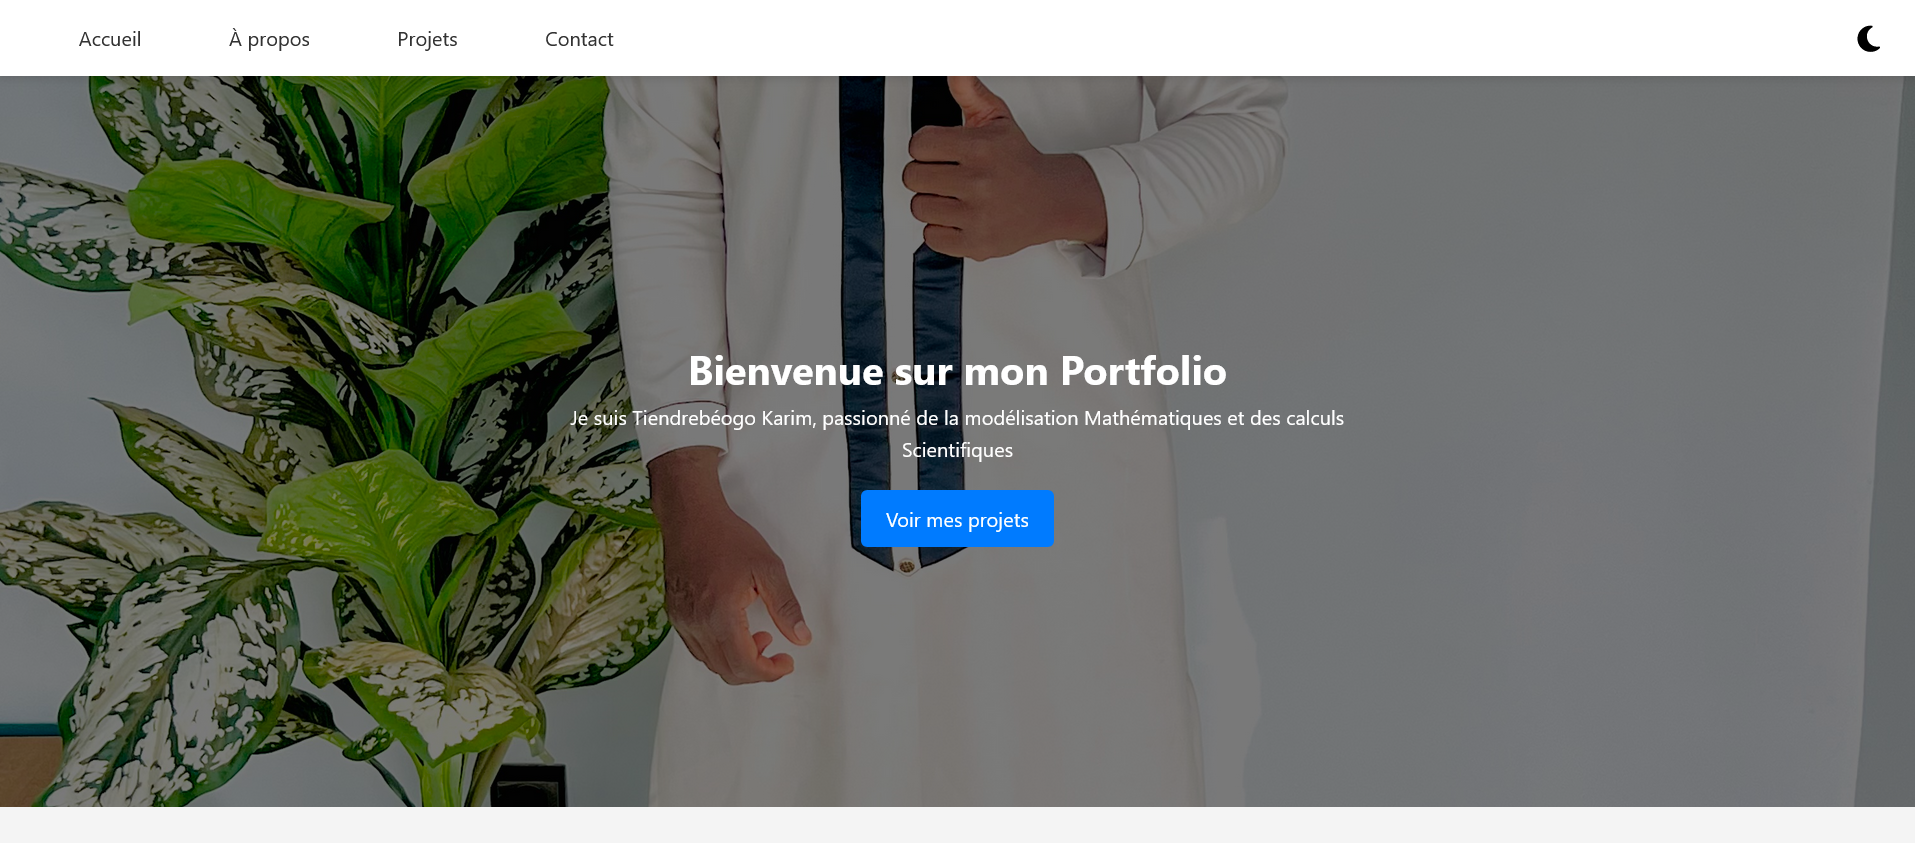 Accueil À propos Projets Contact
Bienvenue sur mon Portfolio
Je suis Tiendrebéogo Karim, passionné de la modélisation Mathématiques et des calculs
Scientifiques
Voir mes projets